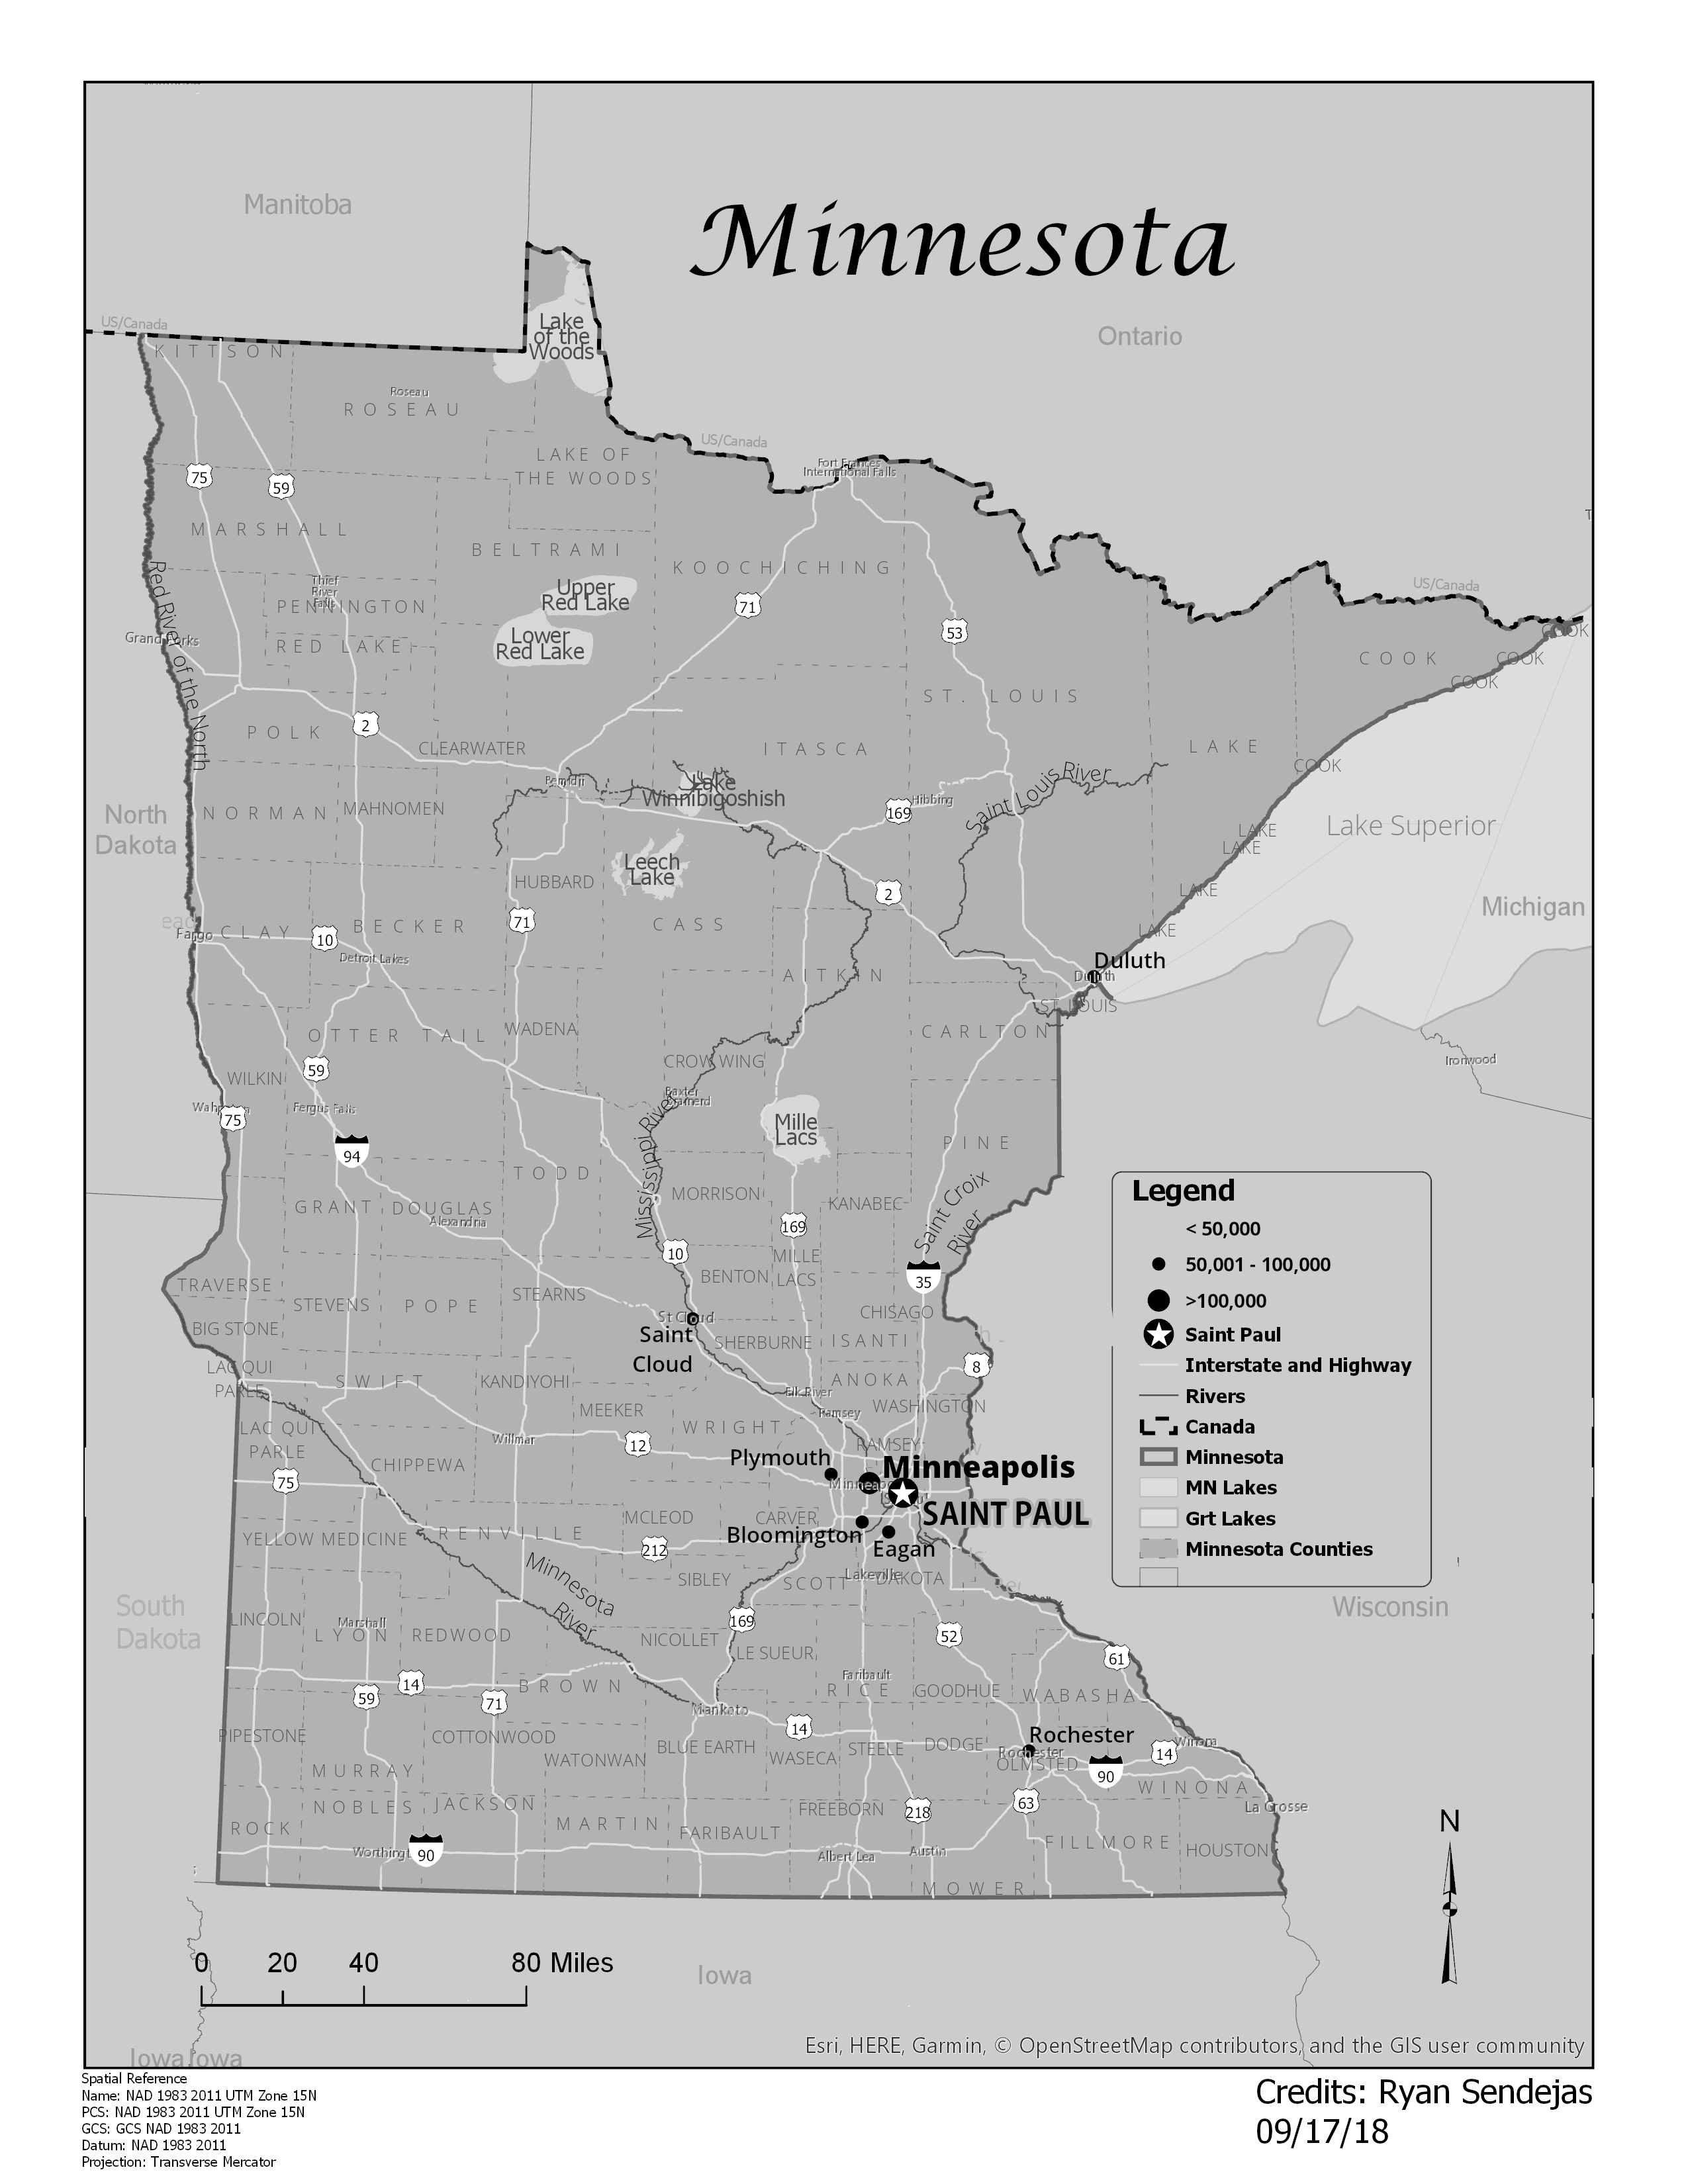 Minnesota
Manitoba
Ontario
US/Canada
Lake
of the
Woods
KITTSON
Roseau
ROSEAU
US/Canada
LAKE OF
THE WOODS
Fort Frances
International Falls
75
59
MARSHALL
BELTRAMI
KOOCHICHING
Red River of the North
Thief
River
Falls
PENNINGTON
Upper
Red Lake
71
53
US/Canada
Grand Forks
RED LAKE
Lower
Red Lake
COOK
COOK
COOK
COOK
ST. LOUIS
2
POLK
CLEARWATER
ITASCA
LAKE
COOK
Bemidji
Lake
Winnibigoshish
Saint Louis River
North
Dakota
NORMAN
MAHNOMEN
169
Hibbing
Lake Superior
LAKE
LAKE
Leech
Lake
HUBBARD
2
LAKE
Michigan
71
CASS
Fargo
CLAY
10
BECKER
Detroit Lakes
LAKE
Duluth
Duluth
AITKIN
ST. LOUIS
OTTER TAIL
WADENA
CARLTON
CROW WING
Ironwood
59
WILKIN
Baxter
Brainerd
Fergus Falls
75
Mille
Lacs
94
PINE
Mississippi River
TODD
MORRISON
KANABEC
Saint Croix
River
GRANT
DOUGLAS
Alexandria
169
10
MILLE
LACS
BENTON
35
TRAVERSE
STEVENS
POPE
STEARNS
CHISAGO
BIG STONE
St Cloud
Saint
Cloud
SHERBURNE
ISANTI
8
LAC QUI
PARLE
SWIFT
KANDIYOHI
ANOKA
Elk River
MEEKER
Ramsey
WASHINGTON
LAC QUI
PARLE
WRIGHT
12
Willmar
RAMSEY
CHIPPEWA
75
Plymouth
Minneapolis
SAINT PAUL
MCLEOD
CARVER
Bloomington
Eagan
YELLOW MEDICINE
RENVILLE
212
Minnesota
River
SIBLEY
SCOTT
Lakeville
DAKOTA
South
Dakota
LINCOLN
Marshall
LYON
REDWOOD
NICOLLET
169
LE SUEUR
52
61
Faribault
RICE
GOODHUE
WABASHA
14
59
71
BROWN
Mankato
14
PIPESTONE
COTTONWOOD
WATONWAN
BLUE EARTH
WASECA
STEELE
DODGE
Rochester
Rochester
OLMSTED
90
14
Winona
MURRAY
WINONA
NOBLES
JACKSON
MARTIN
FARIBAULT
FREEBORN
218
63
La Crosse
ROCK
90
Albert Lea
Austin
FILLMORE
HOUSTON
MOWER
Legend
< 50,000
50,001 - 100,000
>100,000
Saint Paul
Interstate and Highway
Rivers
Canada
Minnesota
MN Lakes
Grt Lakes
Minnesota Counties
Wisconsin
N
0 20 40 80 Miles
Iowa
Iowa Iowa
Esri, HERE, Garmin, © OpenStreetMap contributors, and the GIS user community
Spatial Reference
Name: NAD 1983 2011 UTM Zone 15N
PCS: NAD 1983 2011 UTM Zone 15N
GCS: GCS NAD 1983 2011
Datum: NAD 1983 2011
Projection: Transverse Mercator
Credits: Ryan Sendejas
09/17/18